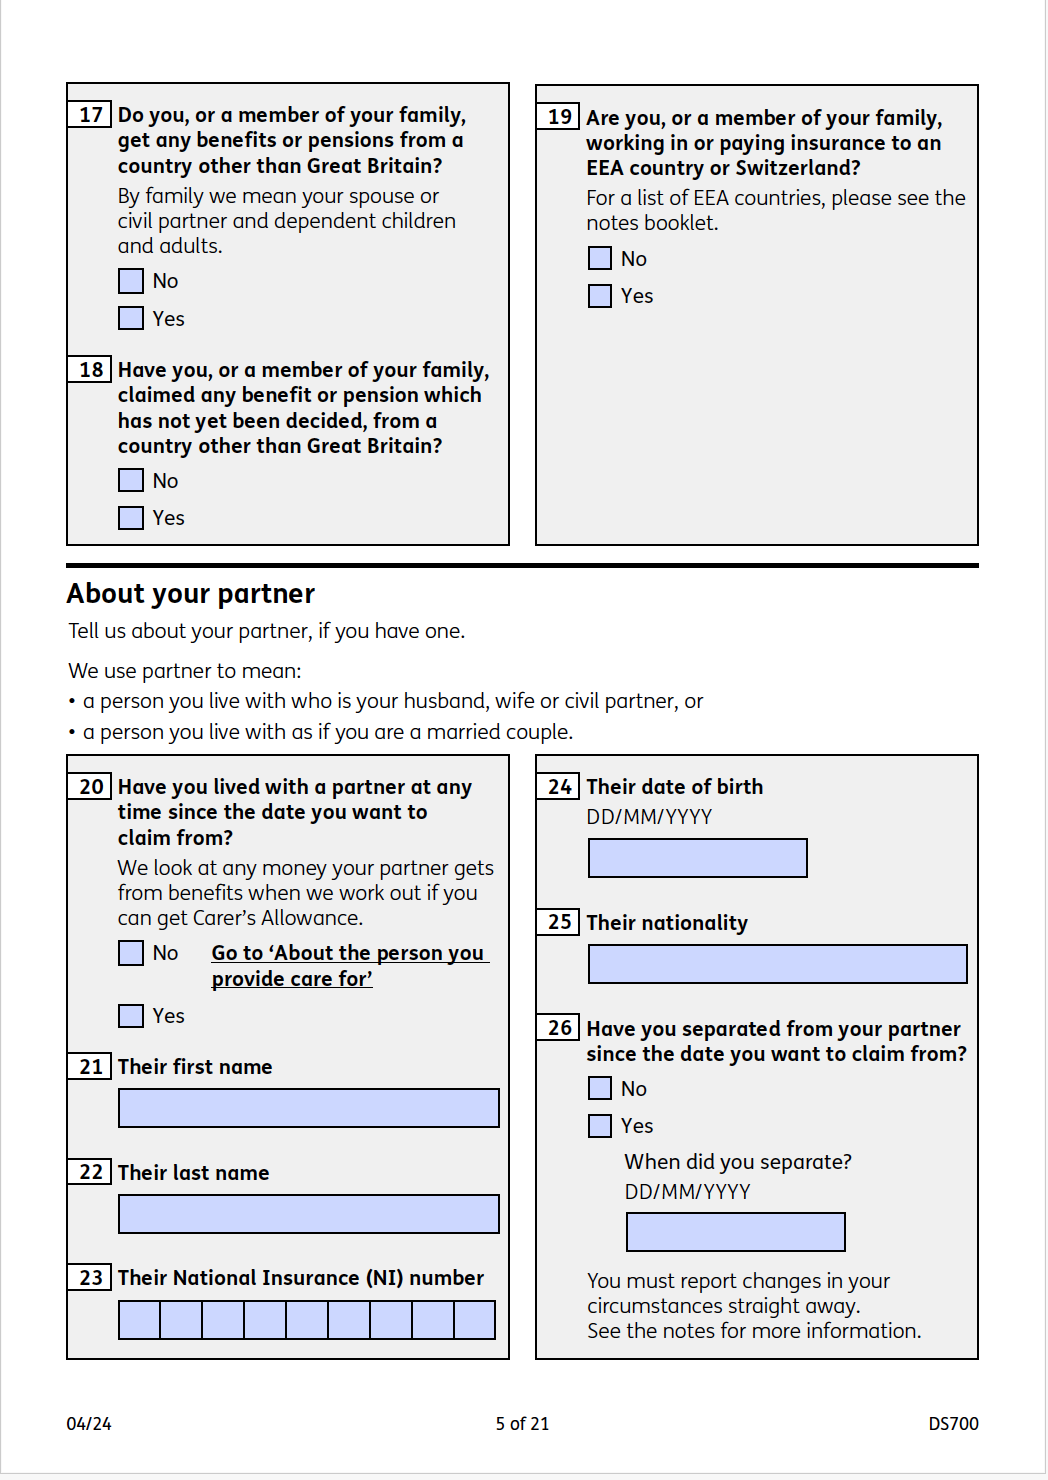 17 Do you, or a member of your family,
get any benefits or pensions from a
country other than Great Britain?
By family we mean your spouse or
civil partner and dependent children
and adults.
No
Yes
18 Have you, or a member of your family,
claimed any benefit or pension which
has not yet been decided, from a
country other than Great Britain?
No
Yes
19 Are you, or a member of your family,
working in or paying insurance to an
EEA country or Switzerland?
For a list of EEA countries, please see the
notes booklet.
No
Yes
About your partner
Tell us about your partner, if you have one.
We use partner to mean:
• a person you live with who is your husband, wife or civil partner, or
• a person you live with as if you are a married couple.
20 Have you lived with a partner at any
time since the date you want to
claim from?
We look at any money your partner gets
from benefits when we work out if you
can get Carer’s Allowance.
No Go to ‘About the person you
provide care for’
Yes
21 Their first name
22 Their last name
23 Their National Insurance (NI) number
24 Their date of birth
DD/MM/YYYY
25 Their nationality
26 Have you separated from your partner
since the date you want to claim from?
No
Yes
When did you separate?
DD/MM/YYYY
You must report changes in your
circumstances straight away.
See the notes for more information.
04/24 5 of 21 DS700